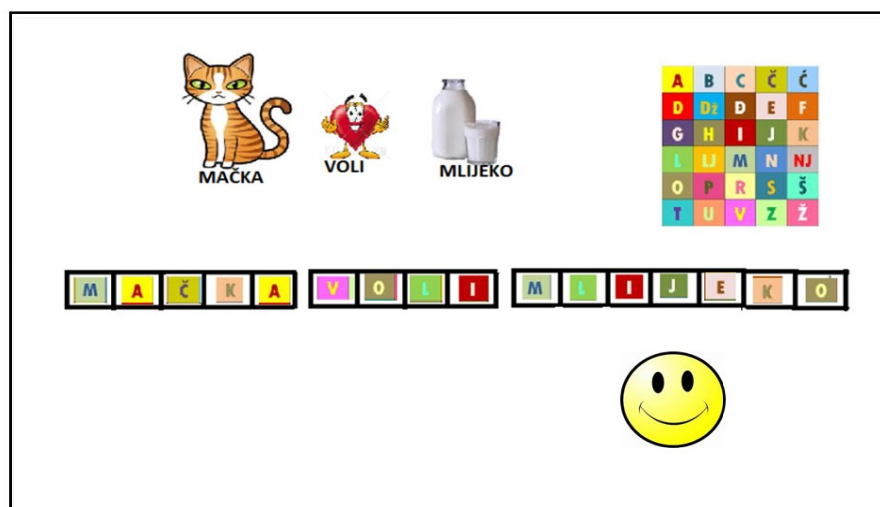 MAČKA VOLI MLIJEKO
A B C Č Ć
D Dž Đ E F
G H I J K
L LJ M N NJ
O P R S Š
T U V Z Ž
M A Č K A V O L I M L I J E K O